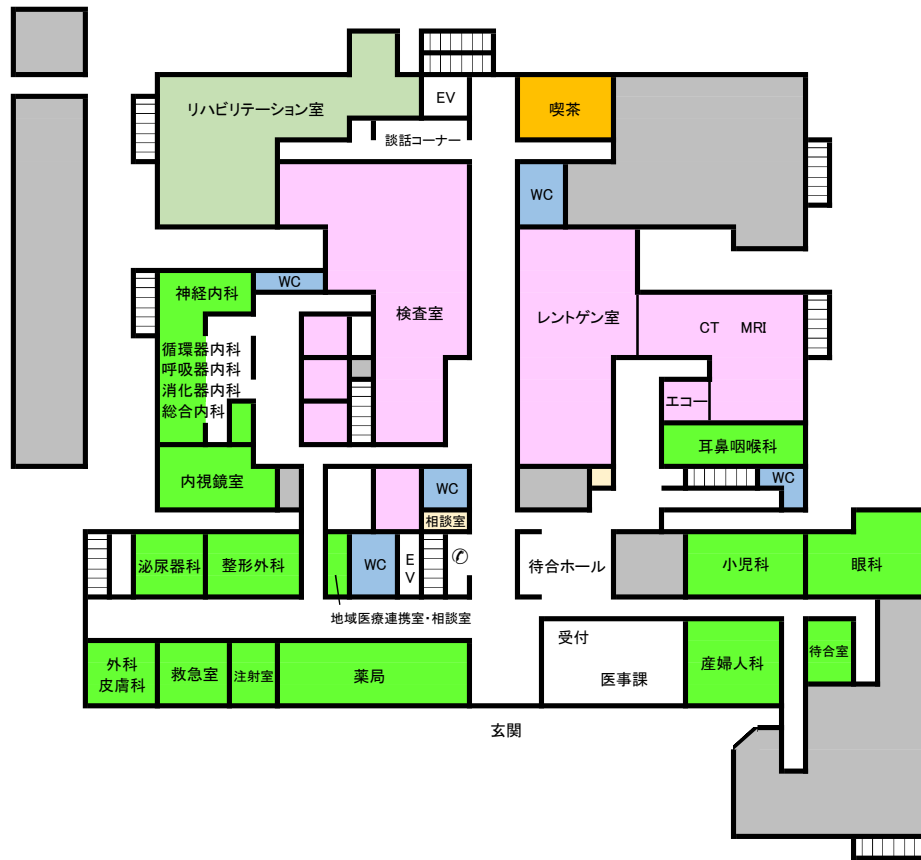 リハビリテーション室
EV
喫茶
談話コーナー
WC
神経内科
WC
検査室
レントゲン室
CT MRI
循環器内科
呼吸器内科
消化器内科
総合内科
エコー
耳鼻咽喉科
内視鏡室
WC
WC
相談室
泌尿器科
整形外科
WC
E
V
✆
待合ホール
小児科
眼科
地域医療連携室・相談室
受付
医事課
産婦人科
待合室
外科
皮膚科
救急室
注射室
薬局
玄関